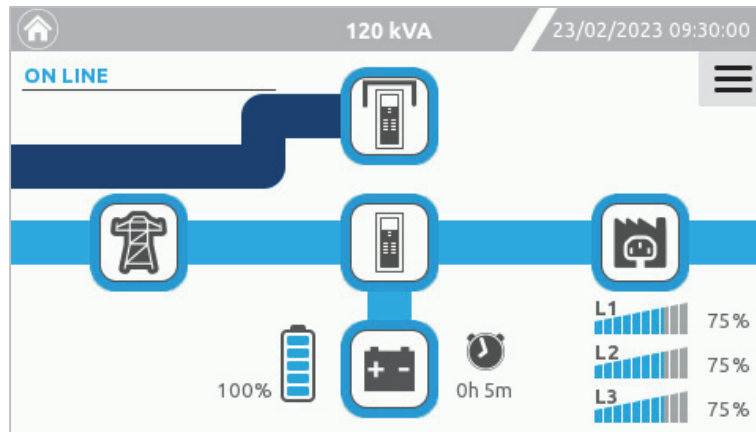 120 kVA
23/02/2023 09:30:00
ON LINE
L1 75%
L2 75%
100% 0h 5m
L3 75%